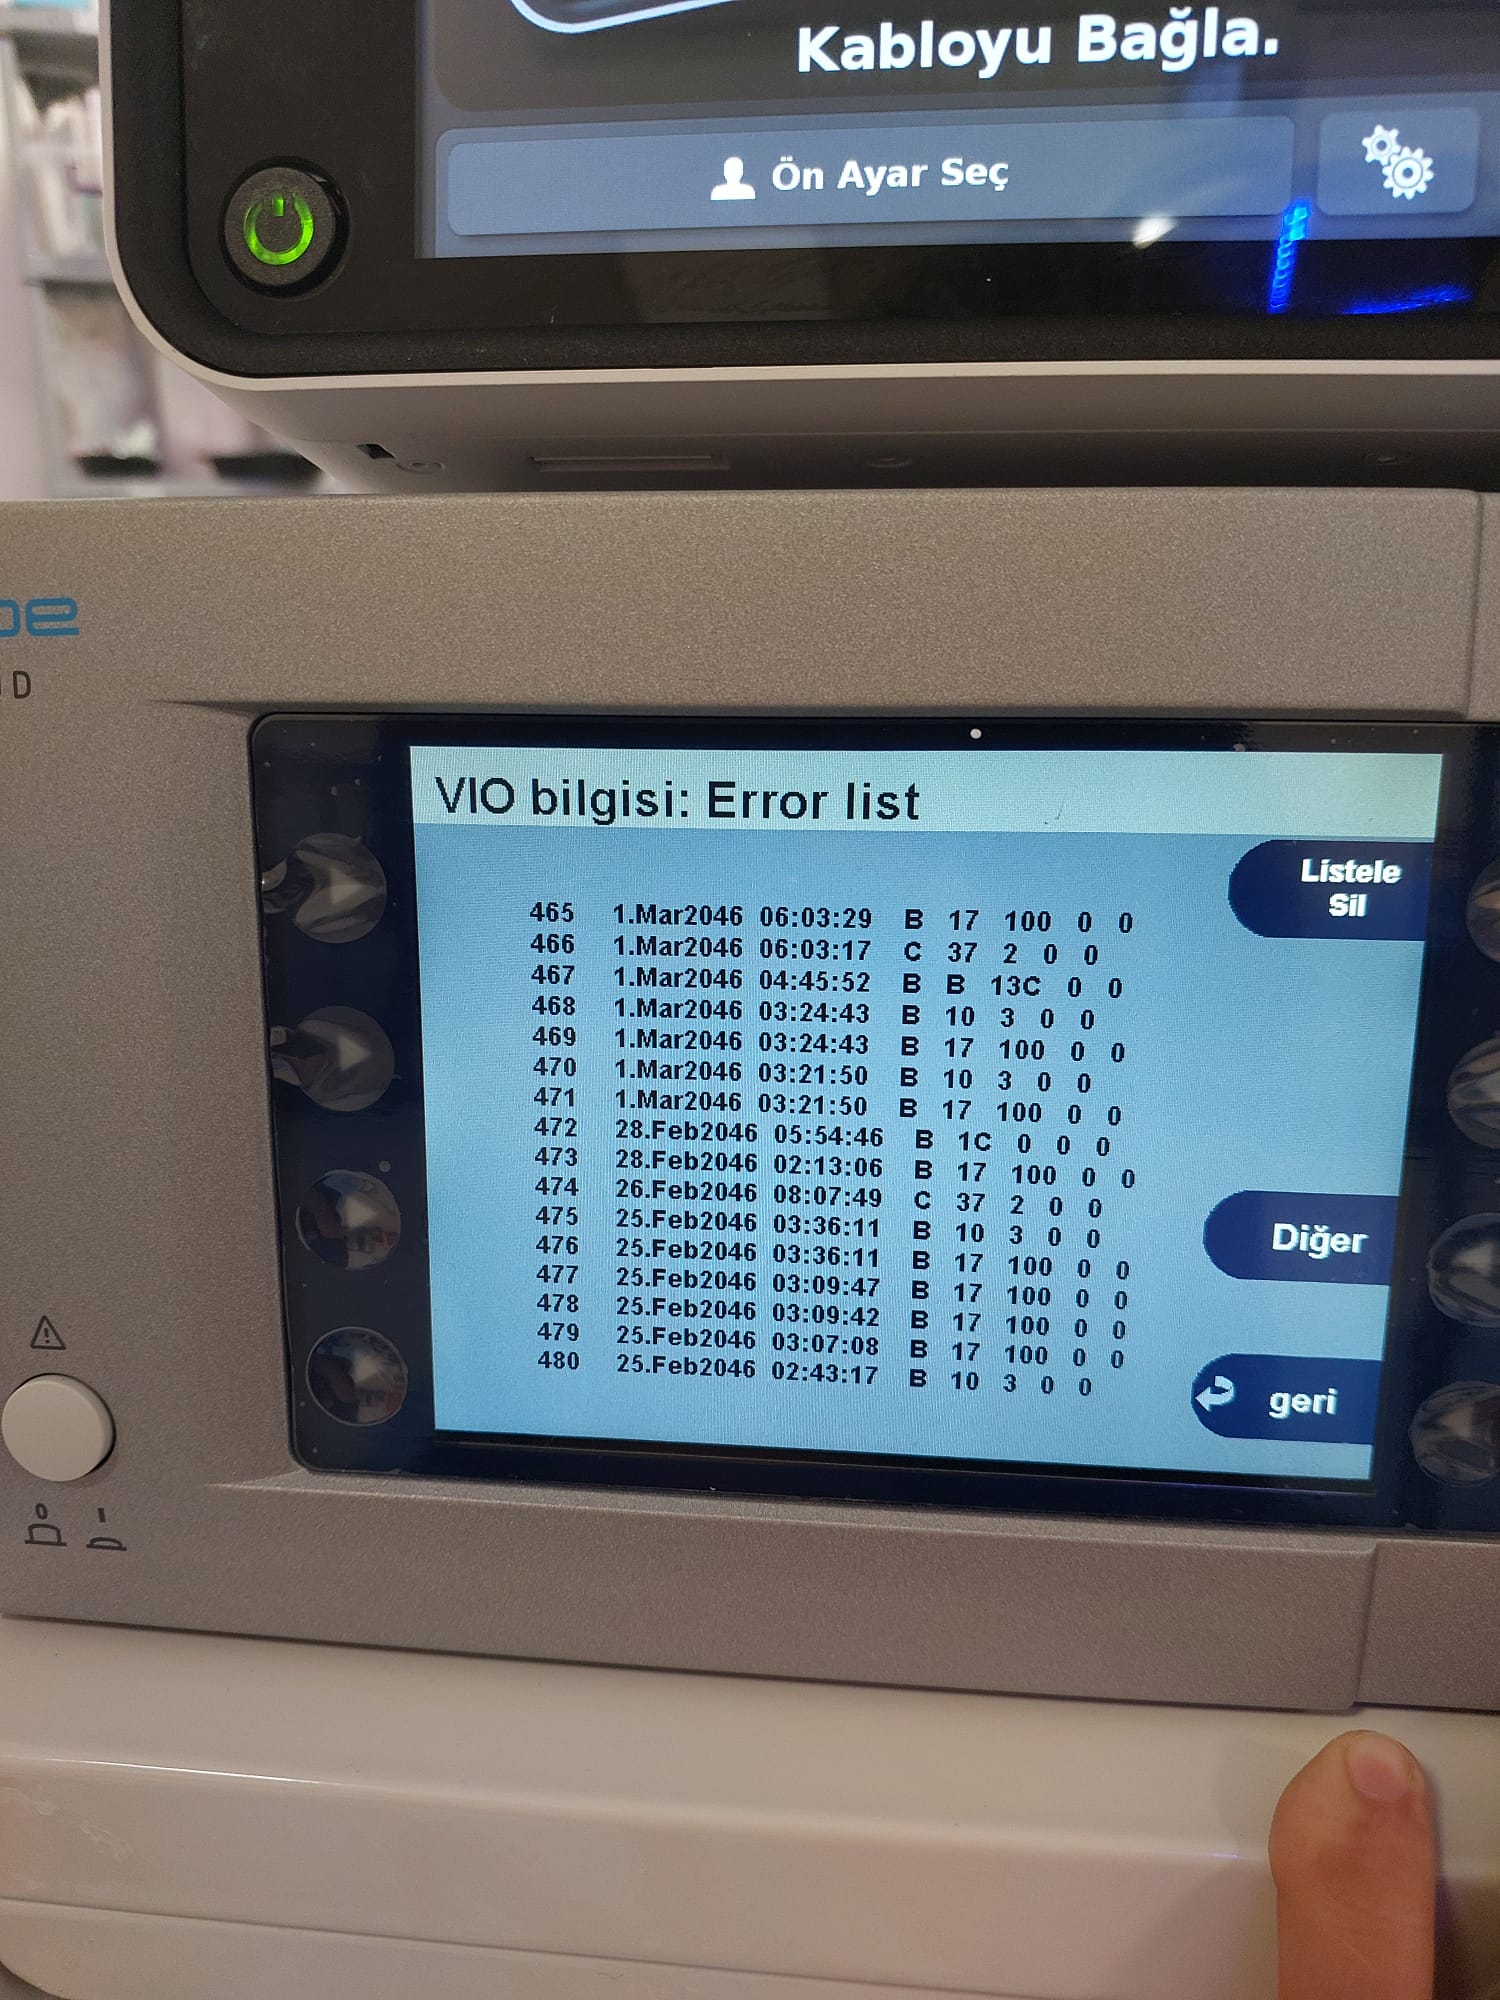 Kabloyu Bağla.
Ön Ayar Seç
be
D
VIO bilgisi: Error list
Listele
Sil
465 1.Mar2046 06:03:29 B 17 100 0 0
466 1.Mar2046 06:03:17 C 37 2 0 0
467 1.Mar2046 04:45:52 B B 13C 0 0
468 1.Mar2046 03:24:43 B 10 3 0 0
469 1.Mar2046 03:24:43 B 17 100 0 0
470 1.Mar2046 03:21:50 B 10 3 0 0
471 1.Mar2046 03:21:50 B 17 100 0 0
472 28.Feb2046 05:54:46 B 1C 0 0 0
473 28.Feb2046 02:13:06 B 17 100 0 0
474 26.Feb2046 08:07:49 C 37 2 0 0
475 25.Feb2046 03:36:11 B 10 3 0 0
476 25.Feb2046 03:36:11 B 17 100 0 0
477 25.Feb2046 03:09:47 B 17 100 0 0
478 25.Feb2046 03:09:42 B 17 100 0 0
479 25.Feb2046 03:07:08 B 17 100 0 0
480 25.Feb2046 02:43:17 B 10 3 0 0
Diğer
geri